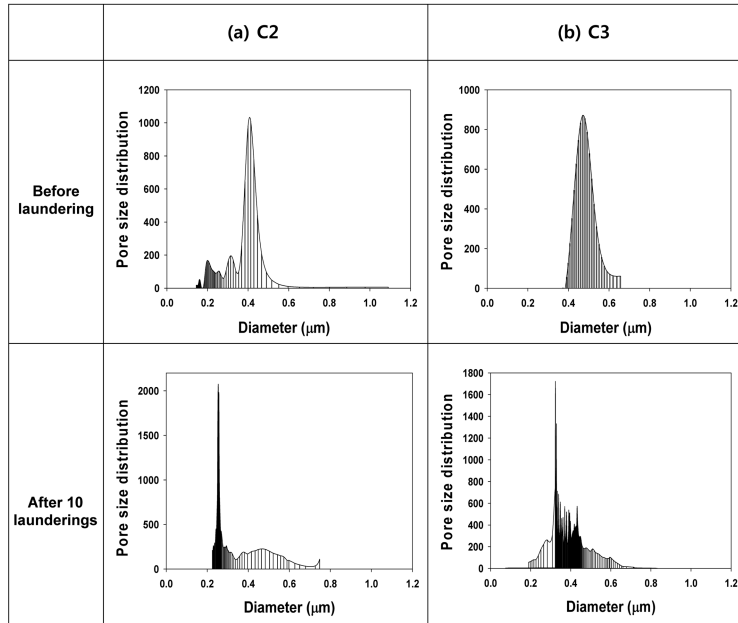 (a) C2
(b) C3
Before
laundering
Pore size distribution
1200
1000
800
600
400
200
0
0.0 0.2 0.4 0.6 0.8 1.0 1.2
Diameter (μm)
Pore size distribution
1000
800
600
400
200
0
0.0 0.2 0.4 0.6 0.8 1.0 1.2
Diameter (μm)
After 10
launderings
Pore size distribution
2000
1500
1000
500
0
0.0 0.2 0.4 0.6 0.8 1.0 1.2
Diameter (μm)
Pore size distribution
1800
1600
1400
1200
1000
800
600
400
200
0
0.0 0.2 0.4 0.6 0.8 1.0 1.2
Diameter (μm)